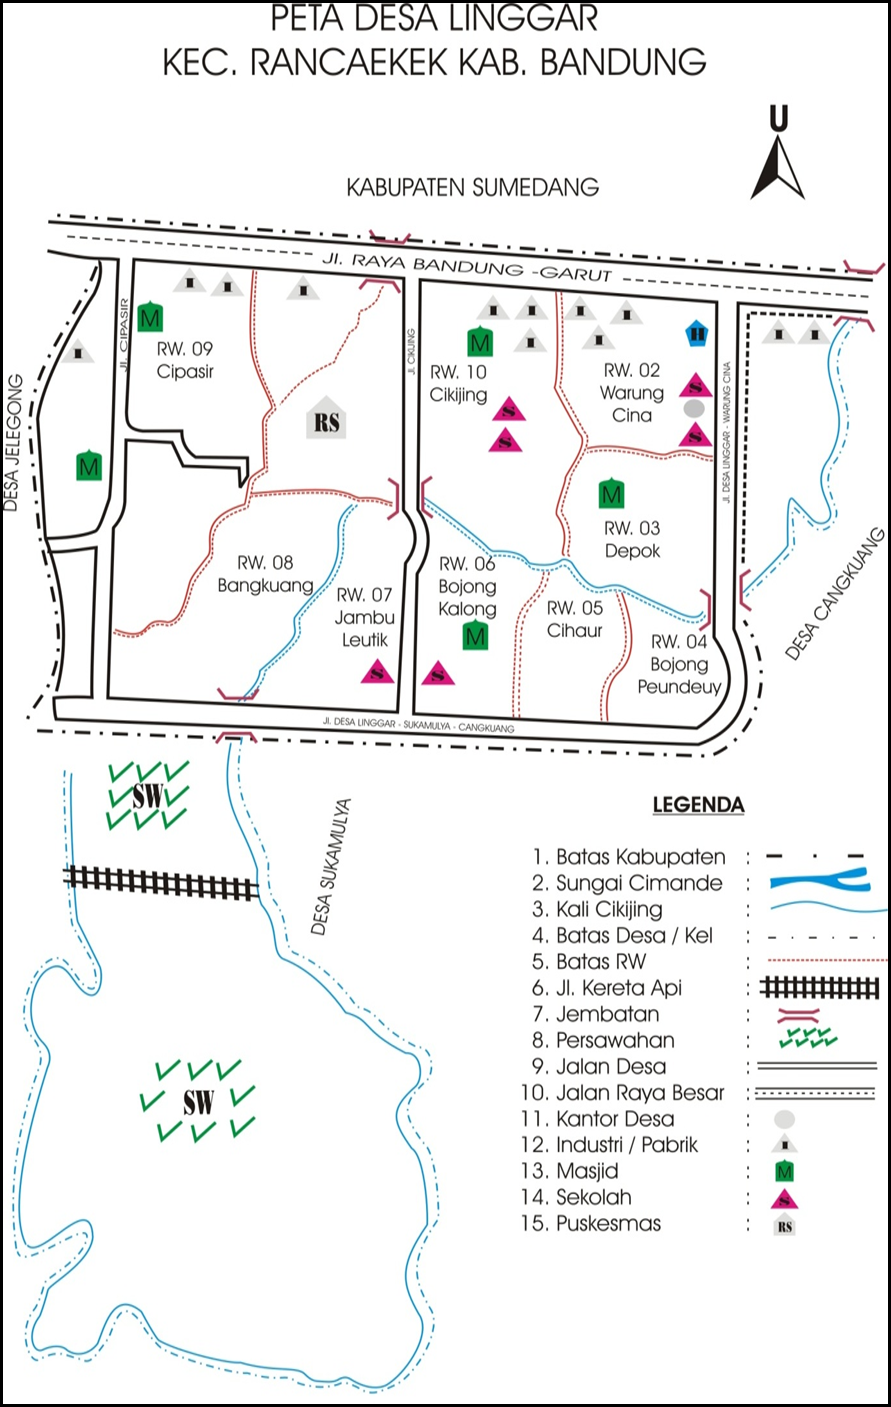 PETA DESA LINGGAR
KEC. RANCAEKEK KAB. BANDUNG
U
KABUPATEN SUMEDANG
Jl. RAYA BANDUNG -GARUT
DESA JELEGONG
JL. CIPASIR
M
RW. 09
Cipasir
M
RS
JL. CIKIJING
M
RW. 10
Cikijing
S
S
H
RW. 02
Warung
Cina
S
S
JL. DESA LINGGAR - WARUNG CINA
M
RW. 03
Depok
DESA CANGKUANG
RW. 08
Bangkuang
RW. 07
Jambu
Leutik
S
RW. 06
Bojong
Kalong
M
S
RW. 05
Cihaur
RW. 04
Bojong
Peundeuy
JL. DESA LINGGAR - SUKAMULYA - CANGKUANG
SW
DESA SUKAMULYA
SW
LEGENDA
1. Batas Kabupaten :
2. Sungai Cimande :
3. Kali Cikijing :
4. Batas Desa / Kel :
5. Batas RW :
6. Jl. Kereta Api :
7. Jembatan :
8. Persawahan :
9. Jalan Desa :
10. Jalan Raya Besar :
11. Kantor Desa :
12. Industri / Pabrik :
13. Masjid : M
14. Sekolah : S
15. Puskesmas : RS